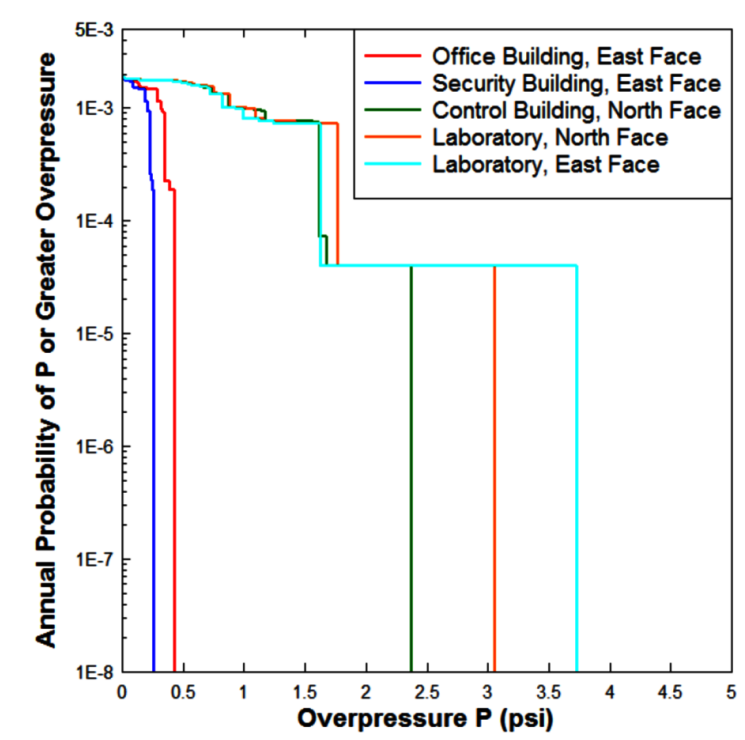 5E-3
1E-3
1E-4
1E-5
1E-6
1E-7
1E-8
Annual Probability of P or Greater Overpressure
Office Building, East Face
Security Building, East Face
Control Building, North Face
Laboratory, North Face
Laboratory, East Face
0 0.5 1 1.5 2 2.5 3 3.5 4 4.5 5
Overpressure P (psi)